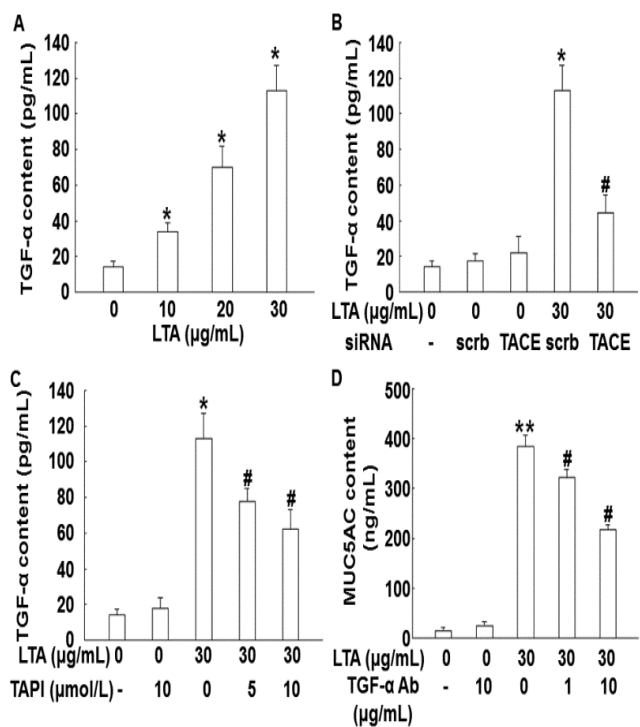 A
TGF-α content (pg/mL)
140
120
100
80
60
40
20
0
*
*
*
0 10 20 30
LTA (μg/mL)
B
TGF-α content (pg/mL)
140
120
100
80
60
40
20
0
*
#
LTA (μg/mL) 0 0 0 30 30
siRNA - scrb TACE scrb TACE
C
TGF-α content (pg/mL)
140
120
100
80
60
40
20
0
*
#
#
LTA (μg/mL) 0 0 30 30 30
TAPI (μmol/L) - 10 0 5 10
D
MUC5AC content
(ng/mL)
500
400
300
200
100
0
**
#
#
LTA (μg/mL) 0 0 30 30 30
TGF-α Ab - 10 0 1 10
(μg/mL)